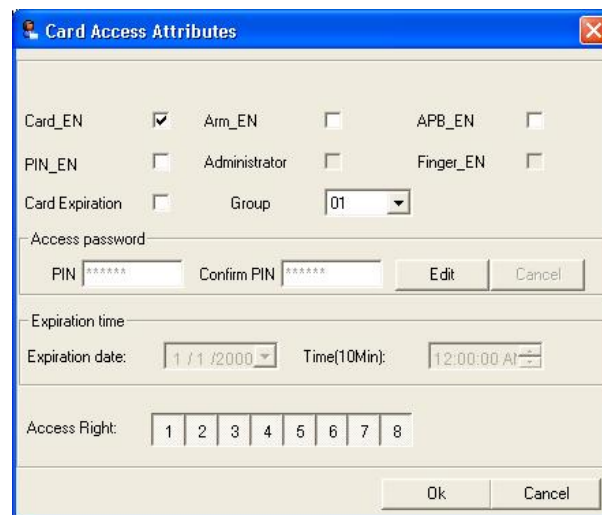 Card Access Attributes
Card_EN Arm_EN APB_EN
PIN_EN Administrator Finger_EN
Card Expiration Group 01
Access password
PIN ****** Confirm PIN ****** Edit Cancel
Expiration time
Expiration date: 1 / 1 /2000 Time(10Min): 12:00:00 AM
Access Right: 1 2 3 4 5 6 7 8
Ok Cancel